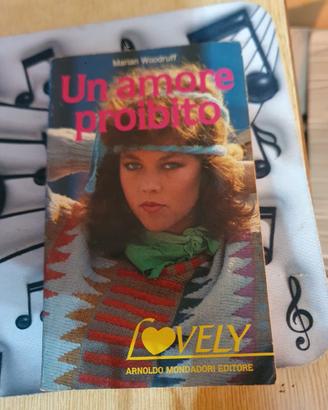 Marian Woodruff
Un amore
proibito
LOVELY
ARNOLDO MONDADORI EDITORE